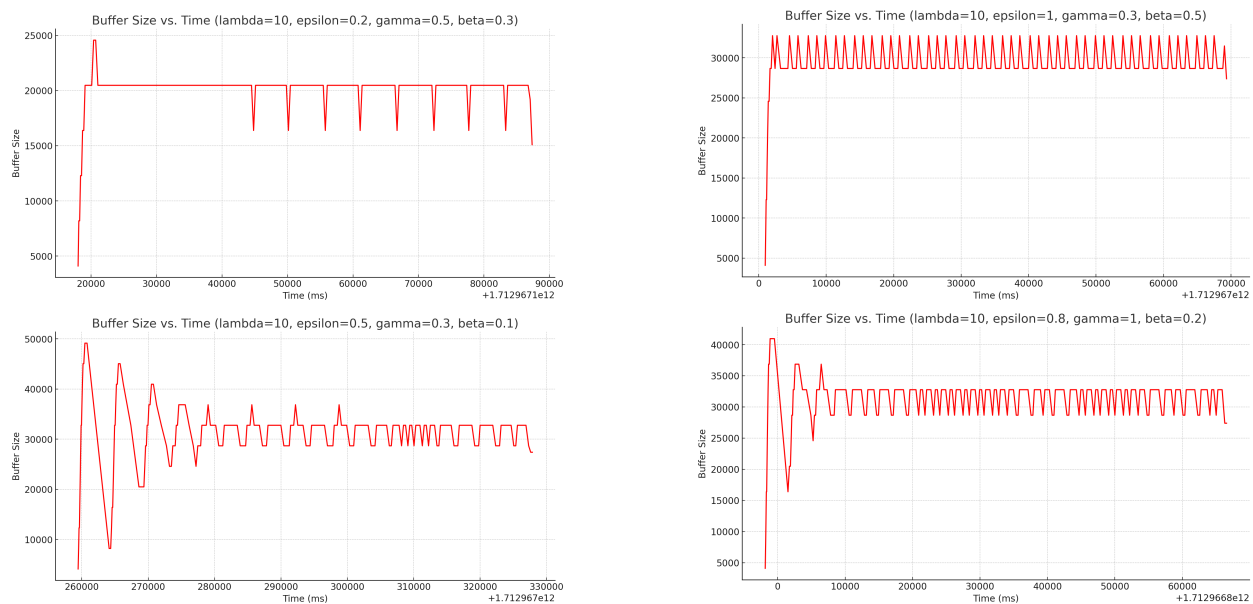 Buffer Size vs. Time (lambda=10, epsilon=0.2, gamma=0.5, beta=0.3)
25000
20000
15000
10000
5000
Buffer Size
20000 30000 40000 50000 60000 70000 80000 90000
Time (ms)
+1.7129671e12
Buffer Size vs. Time (lambda=10, epsilon=1, gamma=0.3, beta=0.5)
30000
25000
20000
15000
10000
5000
Buffer Size
0 10000 20000 30000 40000 50000 60000 70000
Time (ms)
+1.712967e12
Buffer Size vs. Time (lambda=10, epsilon=0.5, gamma=0.3, beta=0.1)
50000
40000
30000
20000
10000
Buffer Size
260000 270000 280000 290000 300000 310000 320000 330000
Time (ms)
+1.712967e12
Buffer Size vs. Time (lambda=10, epsilon=0.8, gamma=1, beta=0.2)
40000
35000
30000
25000
20000
15000
10000
5000
Buffer Size
0 10000 20000 30000 40000 50000 60000
Time (ms)
+1.7129668e12